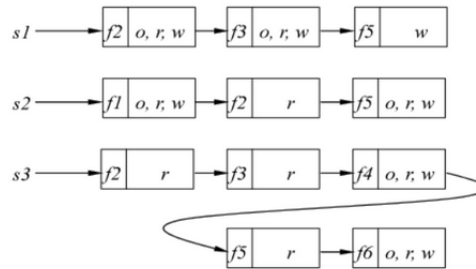 s1 f2 o, r, w f3 o, r, w f5 w
s2 f1 o, r, w f2 r f5 o, r, w
s3 f2 r f3 r f4 o, r, w
f5 r f6 o, r, w